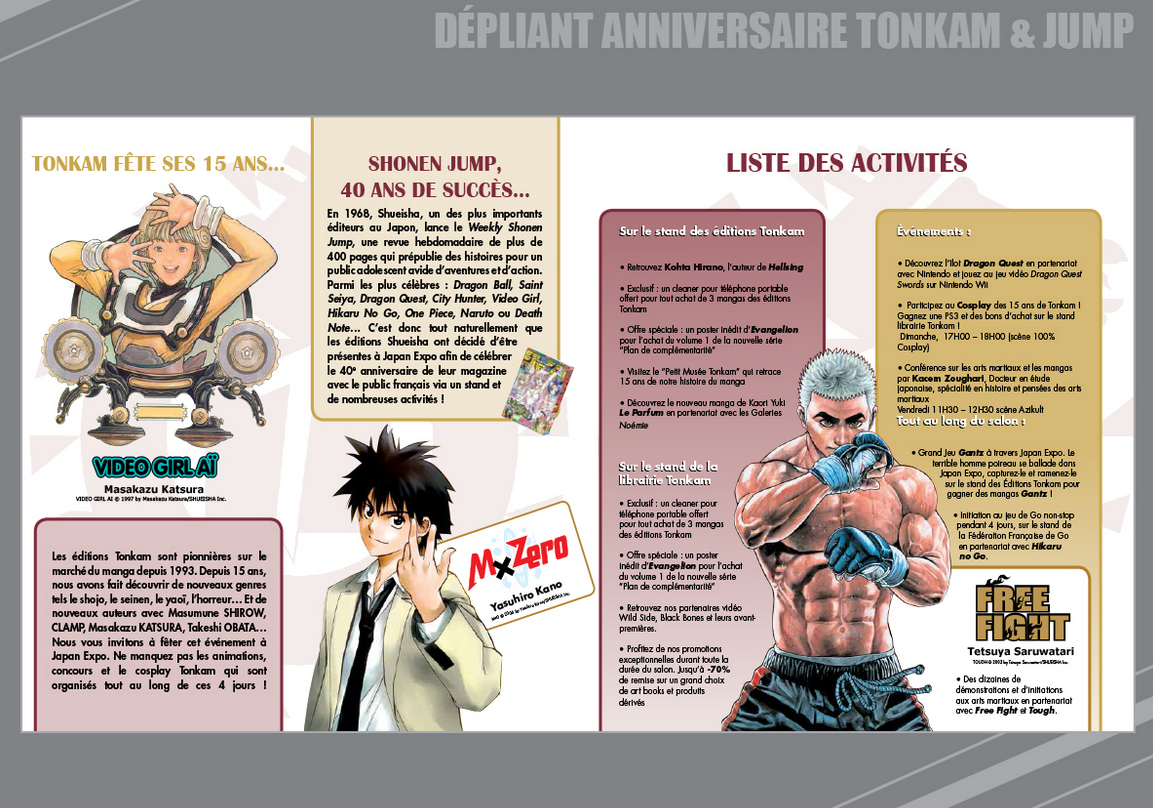 DÉPLIANT ANNIVERSAIRE TONKAM & JUMP
TONKAM FÊTE SES 15 ANS...
VIDEO GIRL AÏ
Masakazu Katsura
VIDEO GIRL AI © 1997 by Masakazu Katsura/SHUEISHA Inc.
Les éditions Tonkam sont pionnières sur le
marché du manga depuis 1993. Depuis 15 ans,
nous avons fait découvrir de nouveaux genres
tels le shojo, le seinen, le yaoï, l'horreur... Et de
nouveaux auteurs avec Masumune SHIROW,
CLAMP, Masakazu KATSURA, Takeshi OBATA...
Nous vous invitons à fêter cet événement à
Japan Expo. Ne manquez pas les animations,
concours et le cosplay Tonkam qui sont
organisés tout au long de ces 4 jours !
SHONEN JUMP,
40 ANS DE SUCCÈS...
En 1968, Shueisha, un des plus importants
éditeurs au Japon, lance le Weekly Shonen
Jump, une revue hebdomadaire de plus de
400 pages qui prépublie des histoires pour un
public adolescent avide d'aventures et d'action.
Parmi les plus célèbres : Dragon Ball, Saint
Seiya, Dragon Quest, City Hunter, Video Girl,
Hikaru No Go, One Piece, Naruto ou Death
Note... C'est donc tout naturellement que
les éditions Shueisha ont décidé d'être
présentes à Japan Expo afin de célébrer
le 40e anniversaire de leur magazine
avec le public français via un stand et
de nombreuses activités !
M×Zero
Yasuhiro Kano
LISTE DES ACTIVITÉS
Sur le stand des éditions Tonkam
• Retrouvez Kohta Hirano, l'auteur de Hellsing
• Exclusif : un cleaner pour téléphone portable
offert pour tout achat de 3 mangas des éditions
Tonkam
• Offre spéciale : un poster inédit d'Evangelion
pour l'achat du volume 1 de la nouvelle série
"Plan de complémentarité"
• Visitez le "Petit Musée Tonkam" qui retrace
15 ans de notre histoire du manga
• Découvrez le nouveau manga de Kaori Yuki
Le Parfum en partenariat avec les Galeries
Noémie
Sur le stand de la
librairie Tonkam
• Exclusif : un cleaner pour
téléphone portable offert
pour tout achat de 3 mangas
des éditions Tonkam
• Offre spéciale : un poster
inédit d'Evangelion pour l'achat
du volume 1 de la nouvelle série
"Plan de complémentarité"
• Retrouvez nos partenaires vidéo
Wild Side, Black Bones et leurs avant-
premières.
• Profitez de nos promotions
exceptionnelles durant toute la
durée du salon. Jusqu'à -70%
de remise sur un grand choix
de art books et produits
dérivés
Événements :
• Découvrez l'îlot Dragon Quest en partenariat
avec Nintendo et jouez au jeu vidéo Dragon Quest
Swords sur Nintendo Wii
• Participez au Cosplay des 15 ans de Tonkam !
Gagnez une PS3 et des bons d'achat sur le stand
librairie Tonkam !
Dimanche, 17H00 – 18H00 (scène 100%
Cosplay)
• Conférence sur les arts martiaux et les mangas
par Kacem Zoughari, Docteur en étude
japonaise, spécialité en histoire et pensées des arts
martiaux
Vendredi 11H30 – 12H30 scène Azikult
Tout au long du salon :
• Grand Jeu Gantz à travers Japan Expo. Le
terrible homme poireau se ballade dans
Japan Expo, capturez-le et ramenez-le
sur le stand des Éditions Tonkam pour
gagner des mangas Gantz !
• Initiation au jeu de Go non-stop
pendant 4 jours, sur le stand de
la Fédération Française de Go
en partenariat avec Hikaru
no Go.
FREE
FIGHT
Tetsuya Saruwatari
TOUGH © 2003 by Tetsuya Saruwatari/SHUEISHA Inc.
• Des dizaines de
démonstrations et d'initiations
aux arts martiaux en partenariat
avec Free Fight et Tough.